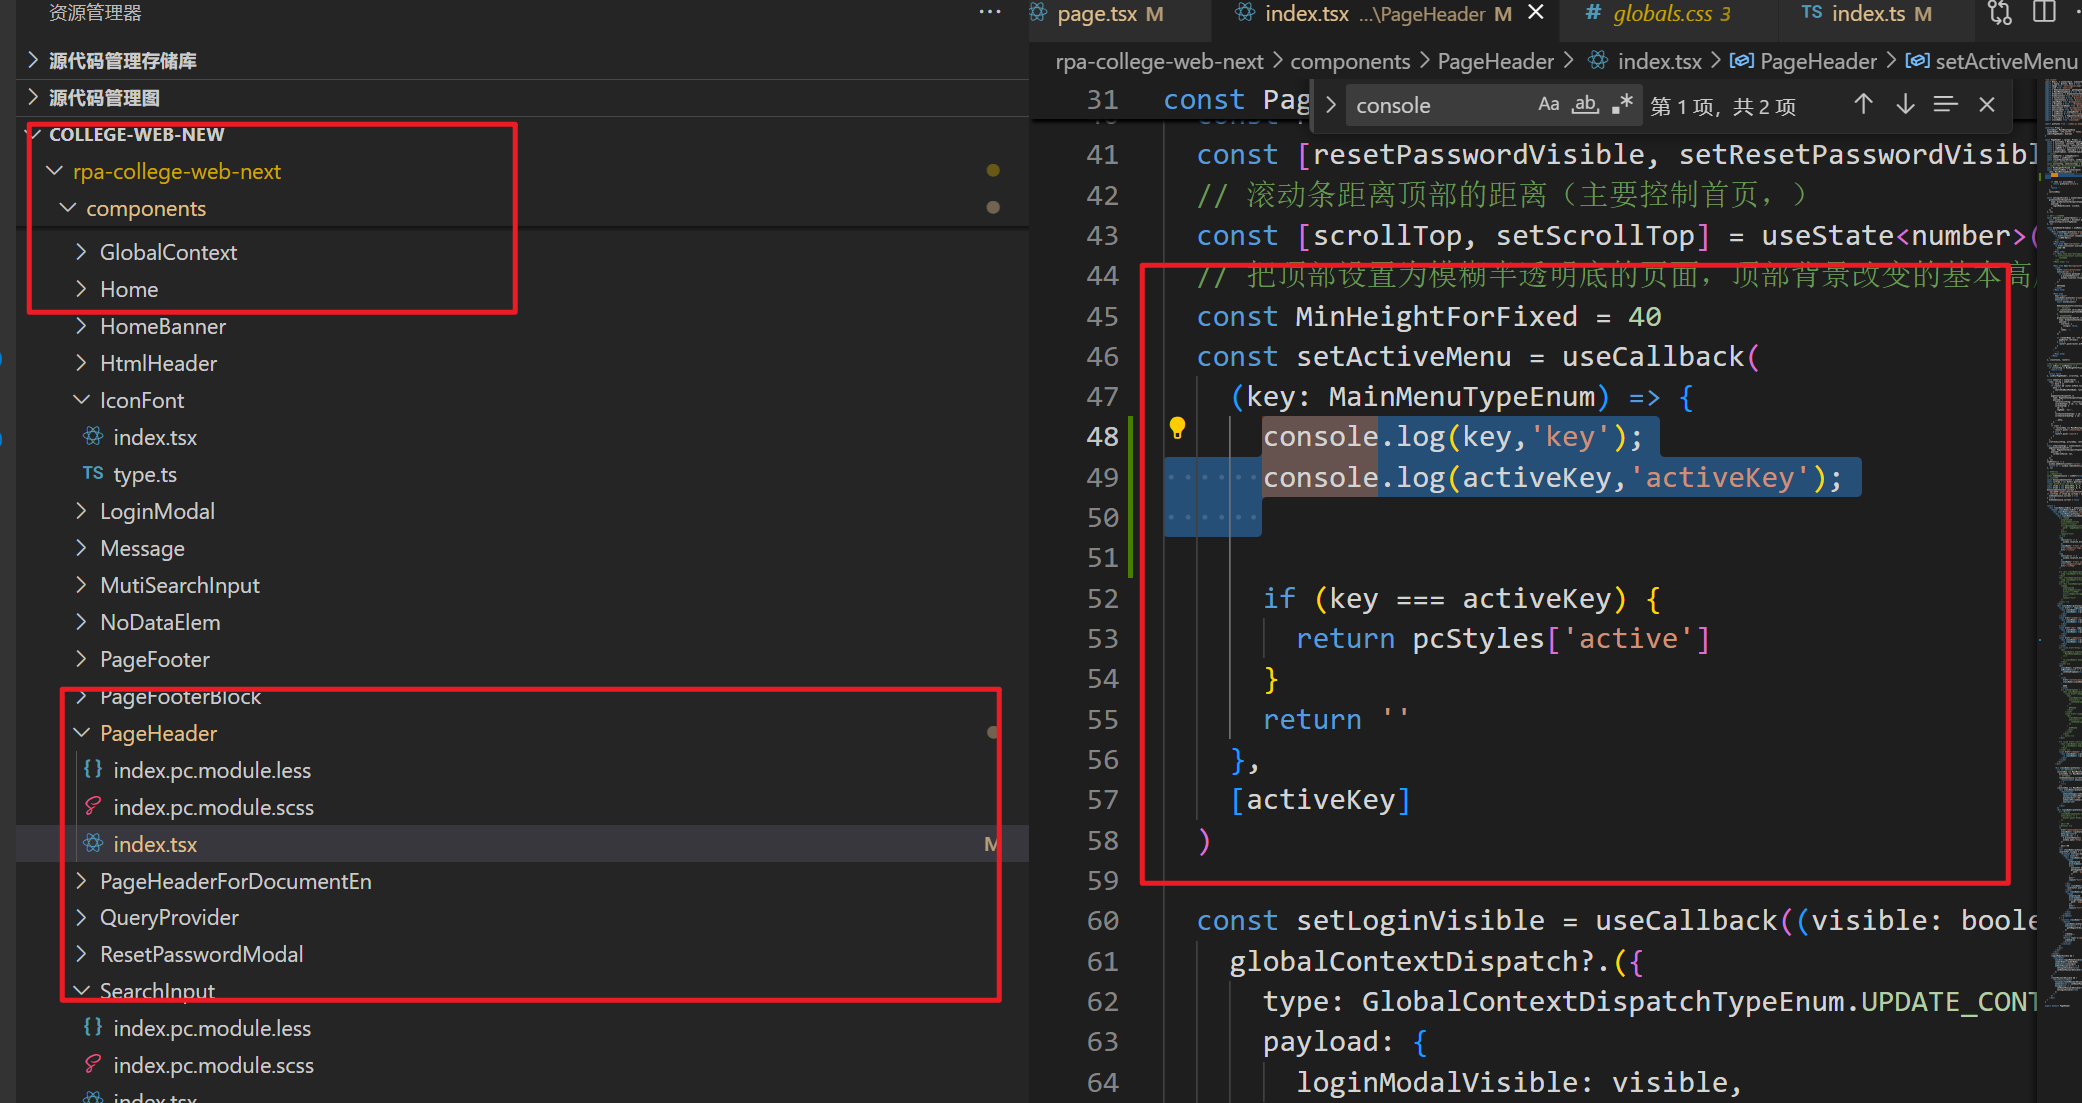 资源管理器
源代码管理存储库
源代码管理图
COLLEGE-WEB-NEW
rpa-college-web-next
components
GlobalContext
Home
HomeBanner
HtmlHeader
IconFont
index.tsx
TS type.ts
LoginModal
Message
MutiSearchInput
NoDataElem
PageFooter
PageFooterBlock
PageHeader
index.pc.module.less
index.pc.module.scss
index.tsx M
PageHeaderForDocumentEn
QueryProvider
ResetPasswordModal
SearchInput
index.pc.module.less
index.pc.module.scss
index.tsx
page.tsx M
index.tsx ...\PageHeader M
# globals.css 3
TS index.ts M
rpa-college-web-next > components > PageHeader > index.tsx > PageHeader > setActiveMenu
console Aa ab 第 1 项，共 2 项
31 const Pag
41 const [resetPasswordVisible, setResetPasswordVisibl
42 // 滚动条距离顶部的距离（主要控制首页，）
43 const [scrollTop, setScrollTop] = useState<number>(
44 // 把顶部设置为模糊半透明底的页面，顶部背景改变的基本高
45 const MinHeightForFixed = 40
46 const setActiveMenu = useCallback(
47 (key: MainMenuTypeEnum) => {
48 console.log(key,'key');
49 console.log(activeKey,'activeKey');
50
51
52 if (key === activeKey) {
53 return pcStyles['active']
54 }
55 return ''
56 },
57 [activeKey]
58 )
59
60 const setLoginVisible = useCallback((visible: boole
61 globalContextDispatch?.({
62 type: GlobalContextDispatchTypeEnum.UPDATE_CONT
63 payload: {
64 loginModalVisible: visible,